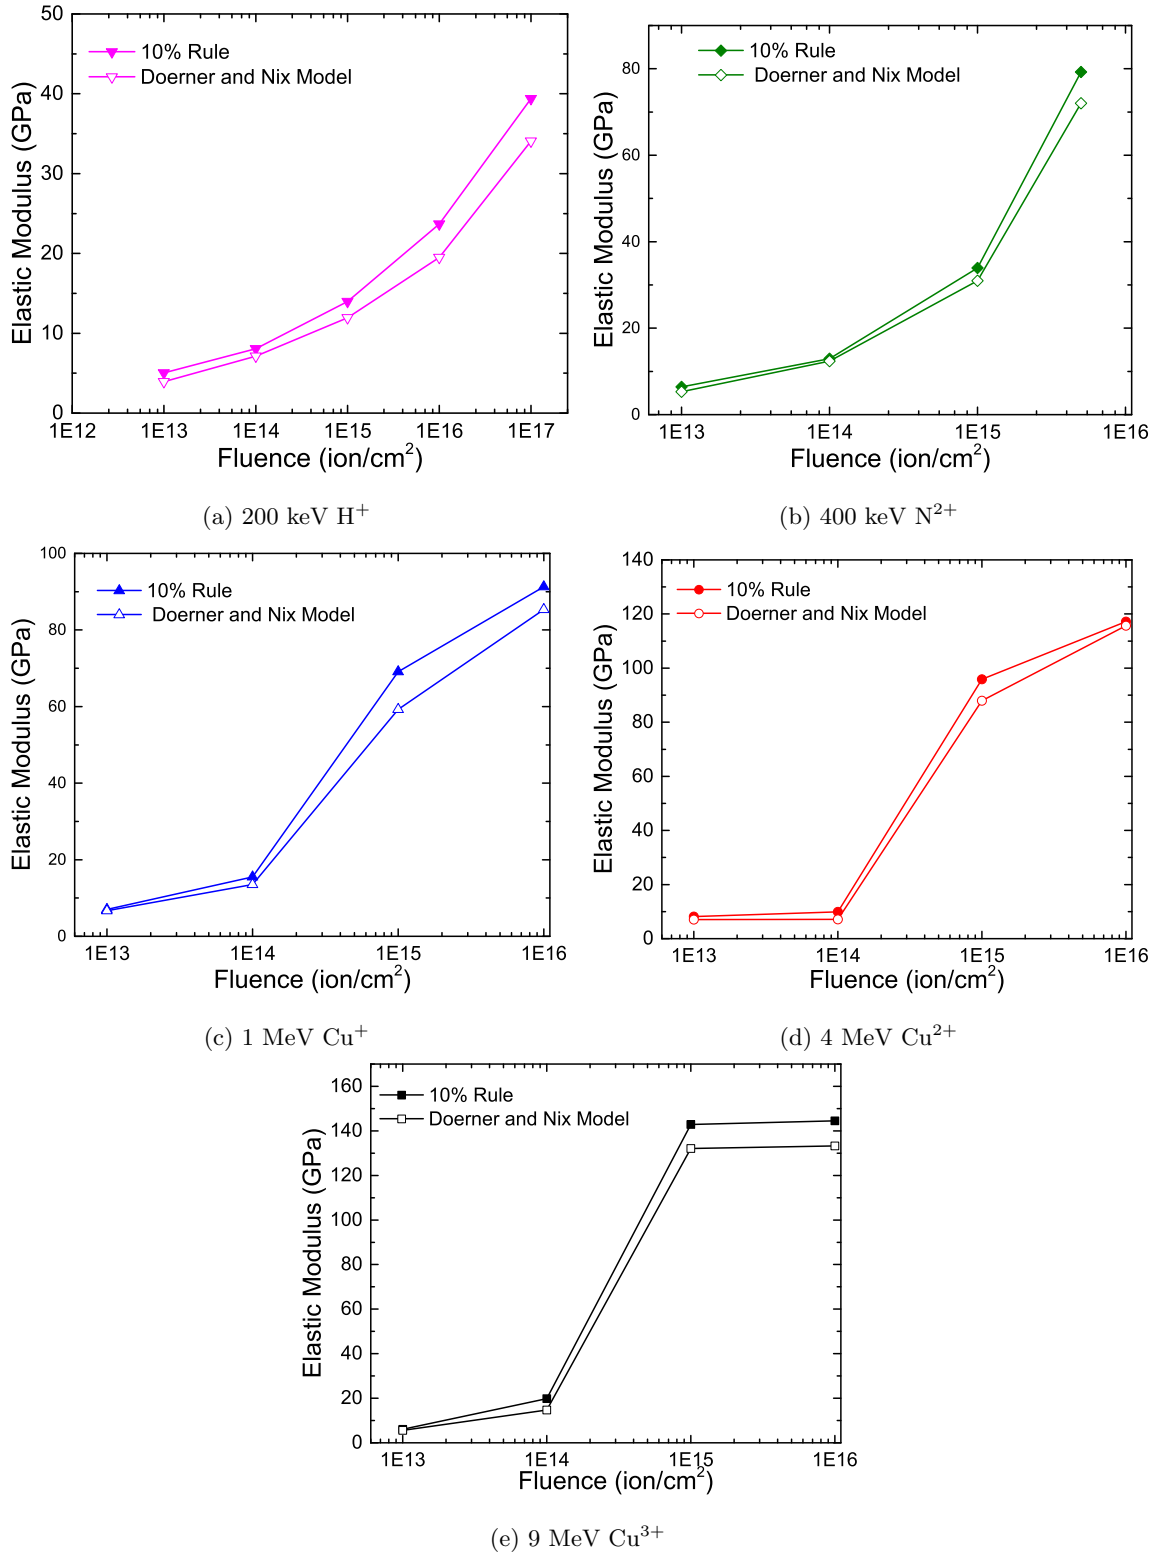 50
40
30
20
10
0
Elastic Modulus (GPa)
10% Rule
Doerner and Nix Model
1E12 1E13 1E14 1E15 1E16 1E17
Fluence (ion/cm²)
(a) 200 keV H⁺
80
60
40
20
0
Elastic Modulus (GPa)
10% Rule
Doerner and Nix Model
1E13 1E14 1E15 1E16
Fluence (ion/cm²)
(b) 400 keV N²⁺
100
80
60
40
20
0
Elastic Modulus (GPa)
10% Rule
Doerner and Nix Model
1E13 1E14 1E15 1E16
Fluence (ion/cm²)
(c) 1 MeV Cu⁺
140
120
100
80
60
40
20
0
Elastic Modulus (GPa)
10% Rule
Doerner and Nix Model
1E13 1E14 1E15 1E16
Fluence (ion/cm²)
(d) 4 MeV Cu²⁺
160
140
120
100
80
60
40
20
0
Elastic Modulus (GPa)
10% Rule
Doerner and Nix Model
1E13 1E14 1E15 1E16
Fluence (ion/cm²)
(e) 9 MeV Cu³⁺